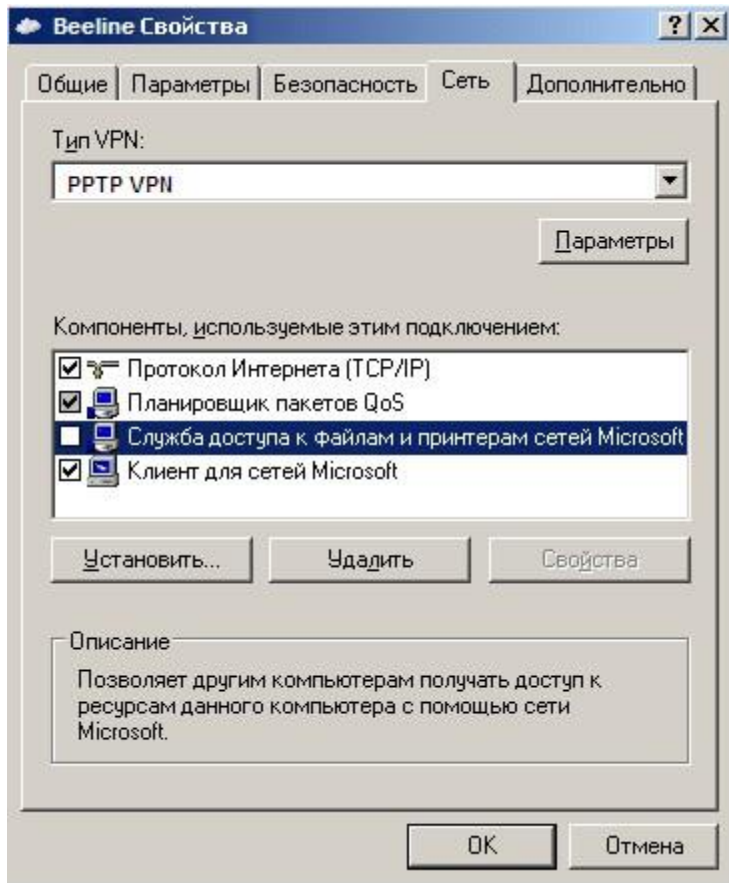 Beeline Свойства
Общие Параметры Безопасность Сеть Дополнительно
Тип VPN:
PPTP VPN
Параметры
Компоненты, используемые этим подключением:
Протокол Интернета (TCP/IP)
Планировщик пакетов QoS
Служба доступа к файлам и принтерам сетей Microsoft
Клиент для сетей Microsoft
Установить... Удалить Свойства
Описание
Позволяет другим компьютерам получать доступ к
ресурсам данного компьютера с помощью сети
Microsoft.
OK Отмена